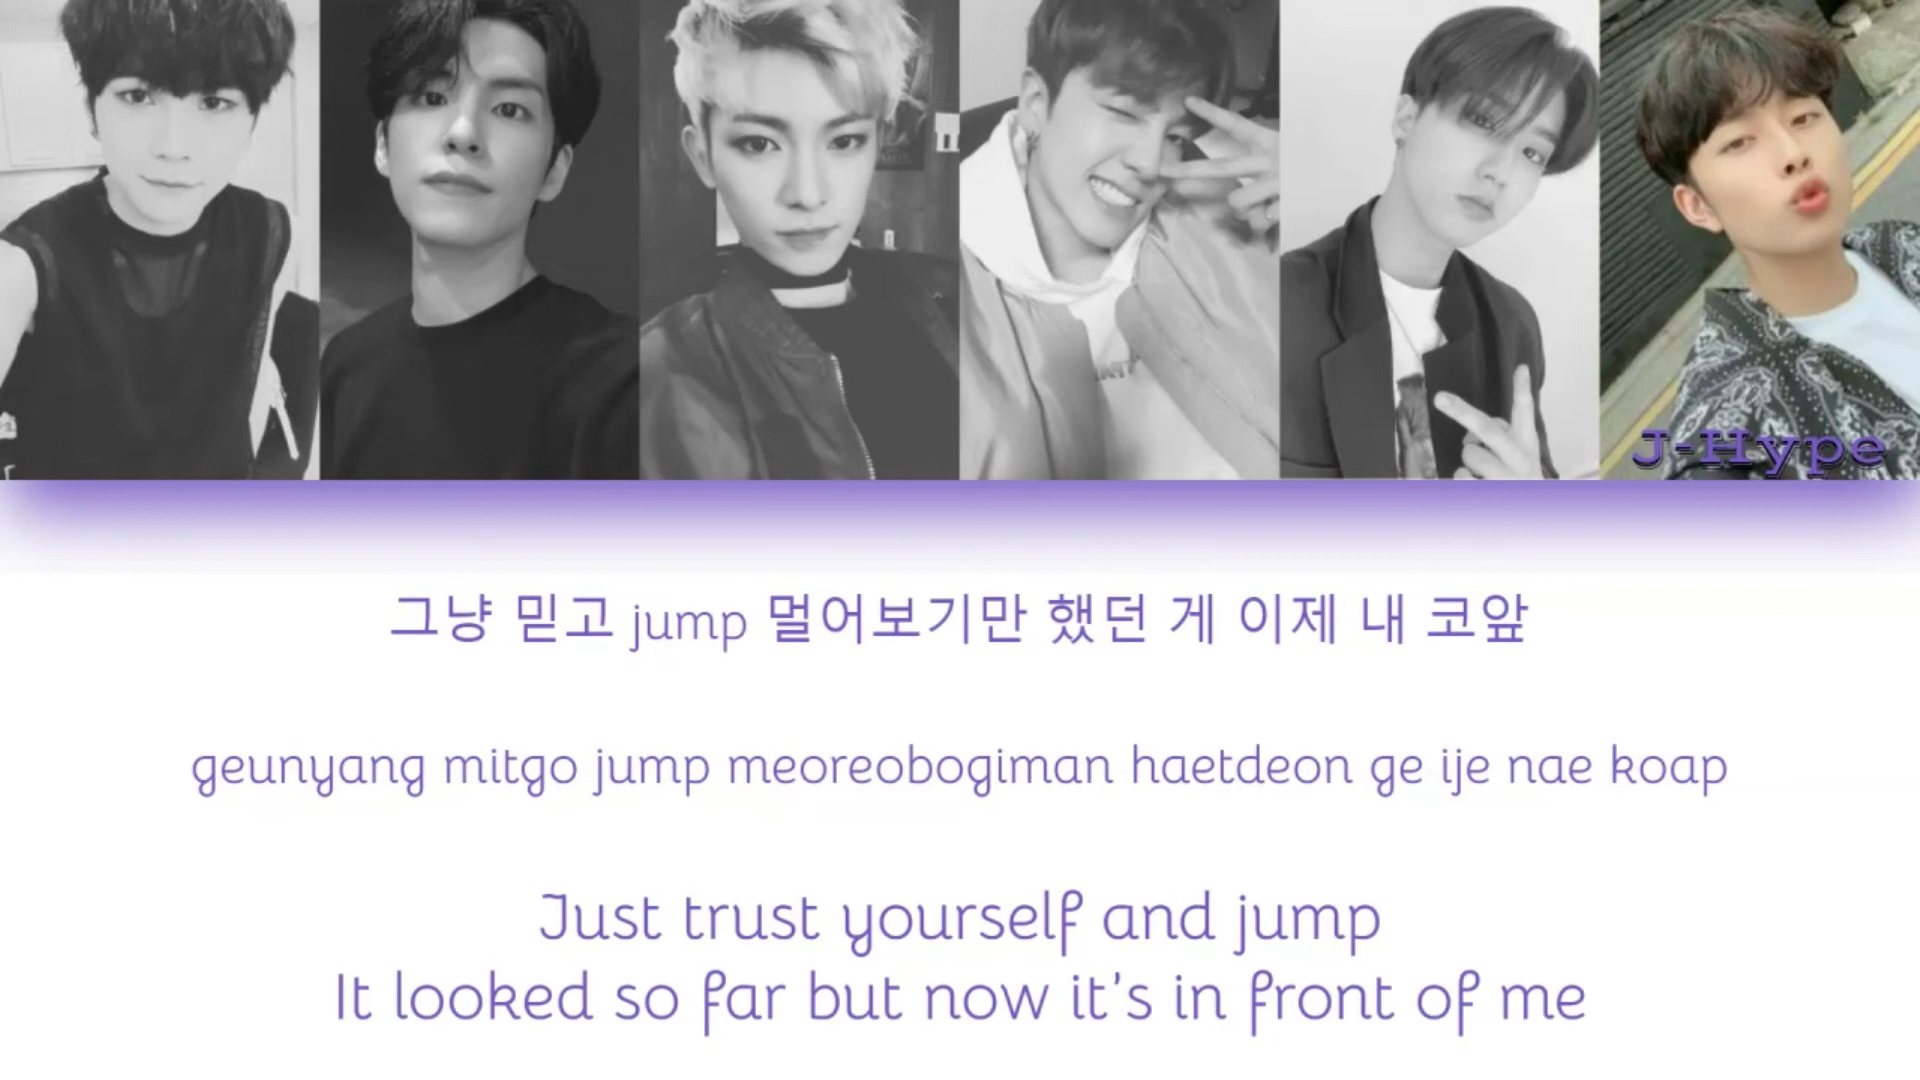 J-Hype
그냥 믿고 jump 멀어보기만 했던 게 이제 내 코앞
geunyang mitgo jump meoreobogiman haetdeon ge ije nae koap
Just trust yourself and jump
It looked so far but now it's in front of me